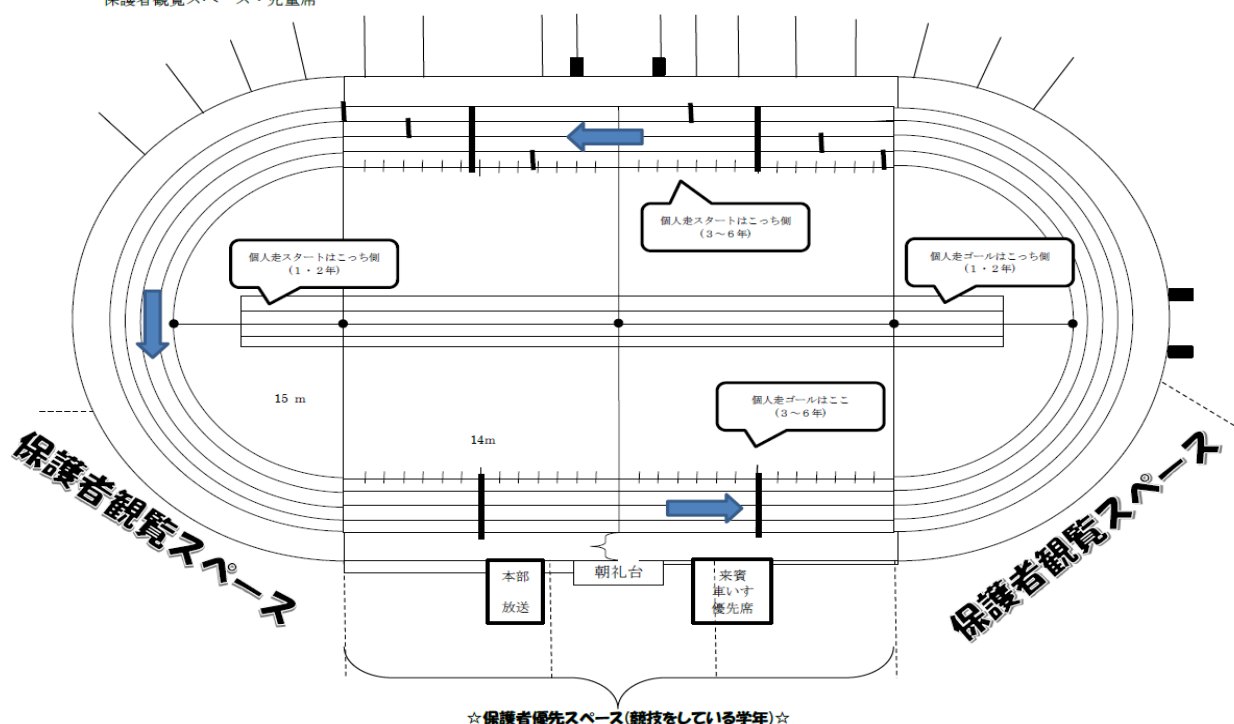 保護者観覧スペース・児童席
個人走スタートはこっち側
(３～６年)
個人走スタートはこっち側
(１・２年)
個人走ゴールはこっち側
(１・２年)
15 m
14m
個人走ゴールはここ
(３～６年)
保護者観覧スペース
保護者観覧スペース
本部
放送
朝礼台
来賓
車いす
優先席
☆保護者優先スペース(競技をしている学年)☆